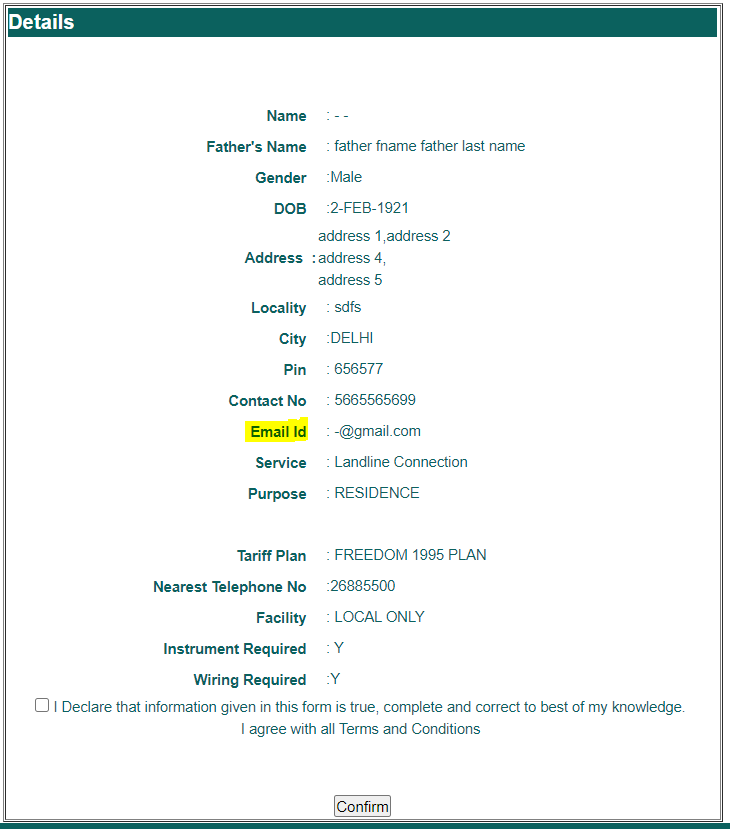 Details
Name : - -
Father's Name : father fname father last name
Gender :Male
DOB :2-FEB-1921
address 1,address 2
Address :address 4,
address 5
Locality : sdfs
City :DELHI
Pin : 656577
Contact No : 5665565699
Email Id : -@gmail.com
Service : Landline Connection
Purpose : RESIDENCE
Tariff Plan : FREEDOM 1995 PLAN
Nearest Telephone No :26885500
Facility : LOCAL ONLY
Instrument Required : Y
Wiring Required :Y
I Declare that information given in this form is true, complete and correct to best of my knowledge.
I agree with all Terms and Conditions
Confirm